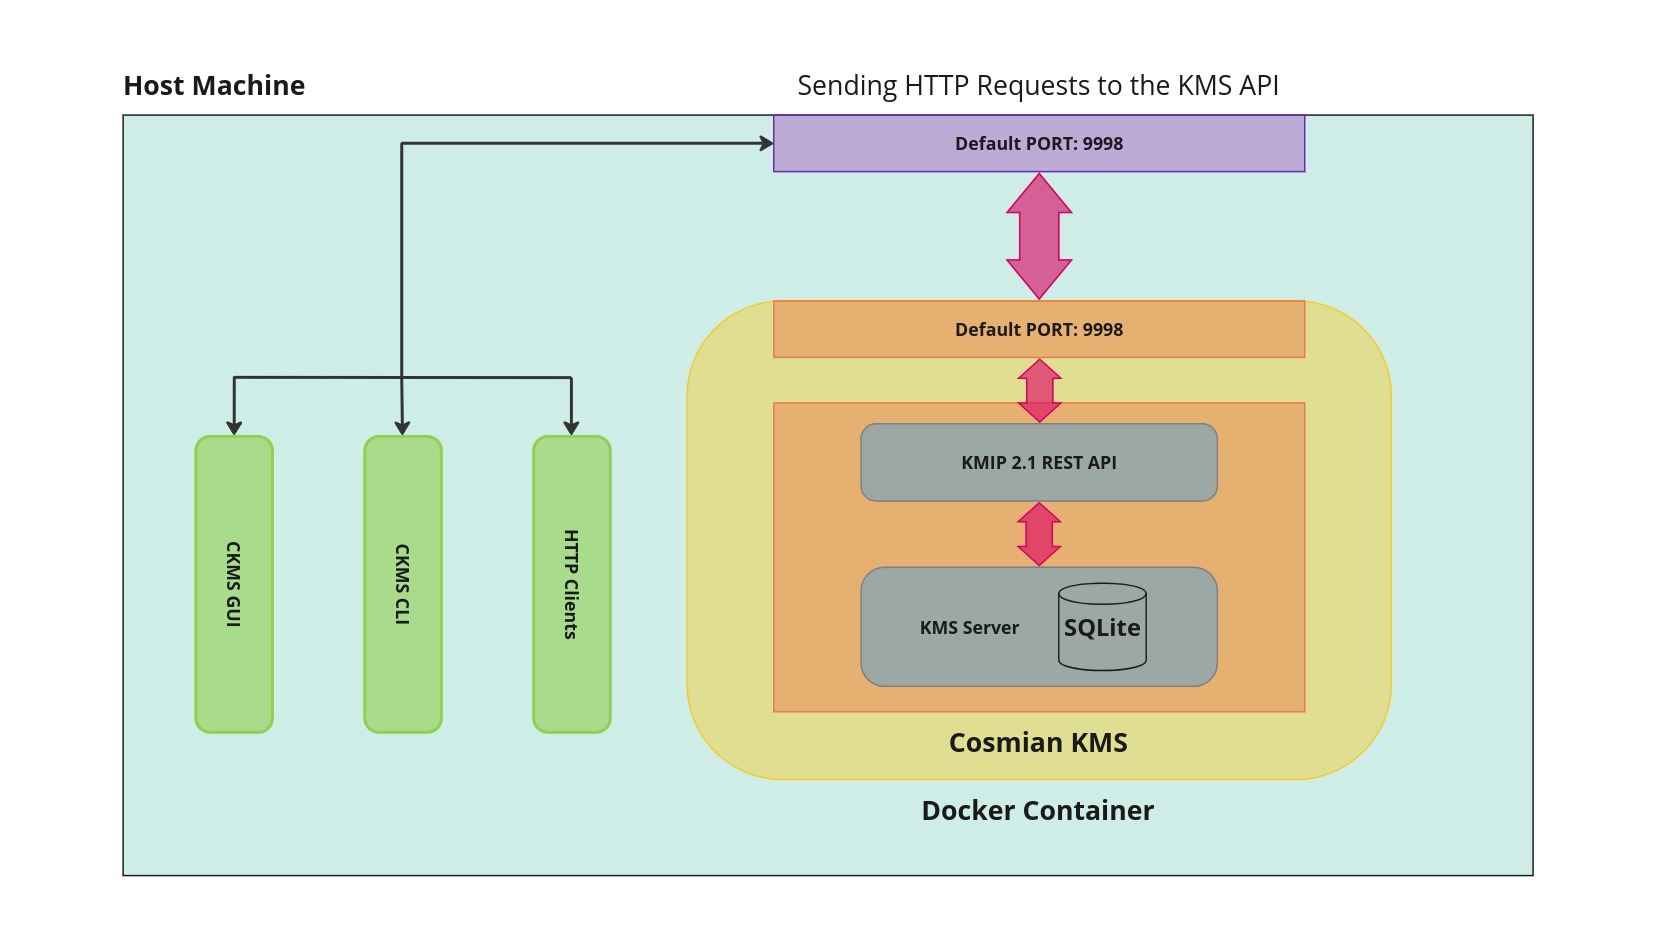 Host Machine
Sending HTTP Requests to the KMS API
Default PORT: 9998
Default PORT: 9998
KMIP 2.1 REST API
CKMS GUI
CKMS CLI
HTTP Clients
KMS Server
SQLite
Cosmian KMS
Docker Container